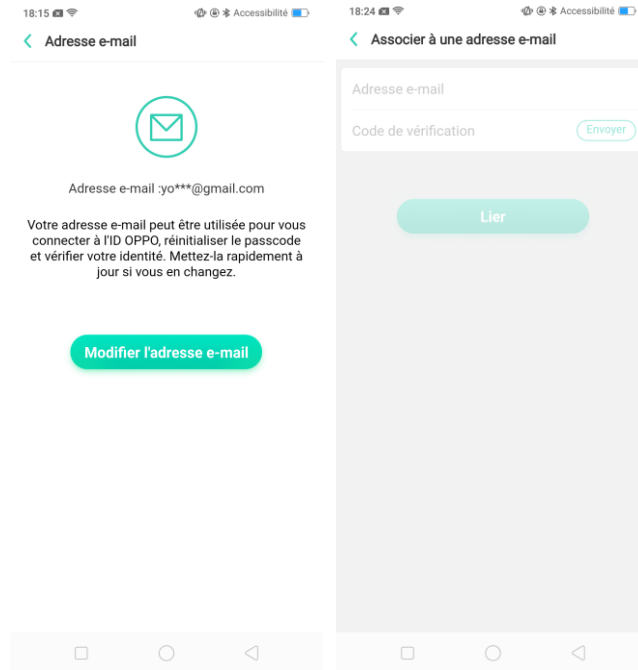 18:15
Accessibilité
Adresse e-mail
Adresse e-mail :yo***@gmail.com
Votre adresse e-mail peut être utilisée pour vous
connecter à l'ID OPPO, réinitialiser le passcode
et vérifier votre identité. Mettez-la rapidement à
jour si vous en changez.
Modifier l'adresse e-mail
18:24
Accessibilité
Associer à une adresse e-mail
Adresse e-mail
Code de vérification
Envoyer
Lier